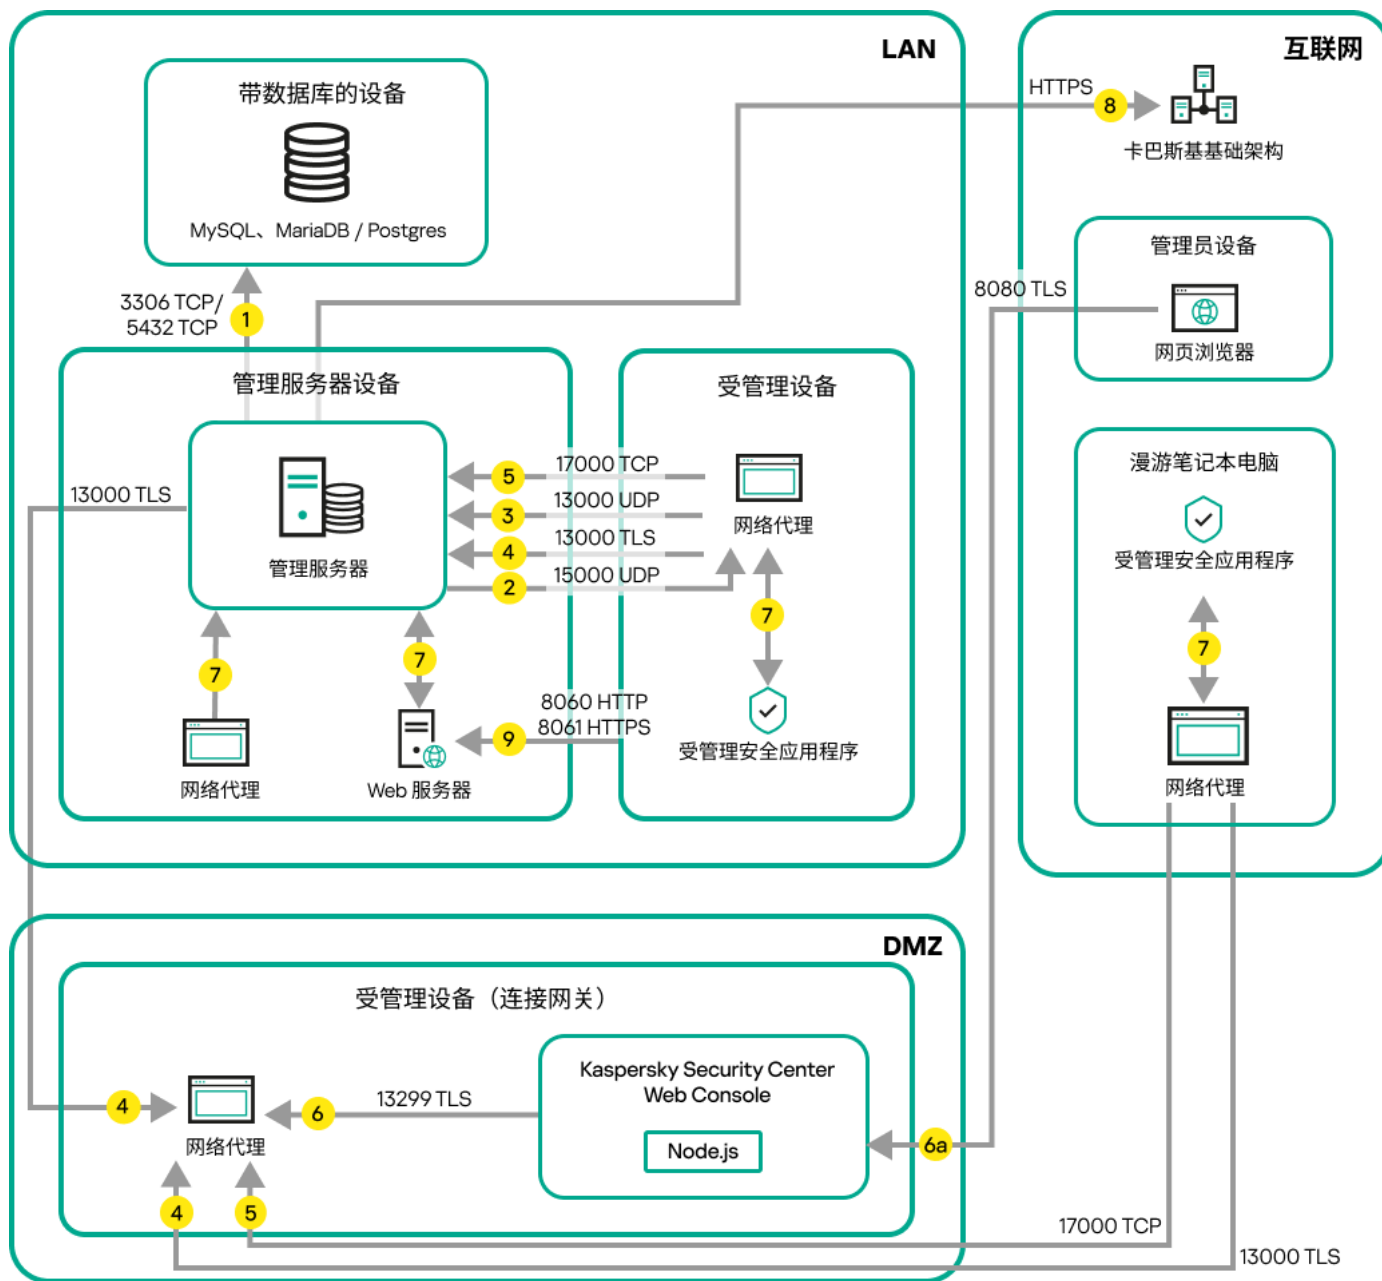 LAN
带数据库的设备
MySQL、MariaDB / Postgres
3306 TCP/
5432 TCP
1
管理服务器设备
管理服务器
13000 TLS
7
网络代理
7
Web 服务器
5
17000 TCP
3
13000 UDP
4
13000 TLS
2
15000 UDP
受管理设备
网络代理
7
受管理安全应用程序
8060 HTTP
8061 HTTPS
9
互联网
HTTPS
8
卡巴斯基基础架构
管理员设备
8080 TLS
网页浏览器
漫游笔记本电脑
受管理安全应用程序
7
网络代理
DMZ
受管理设备（连接网关）
4
网络代理
6
13299 TLS
Kaspersky Security Center
Web Console
Node.js
6a
4
5
17000 TCP
13000 TLS